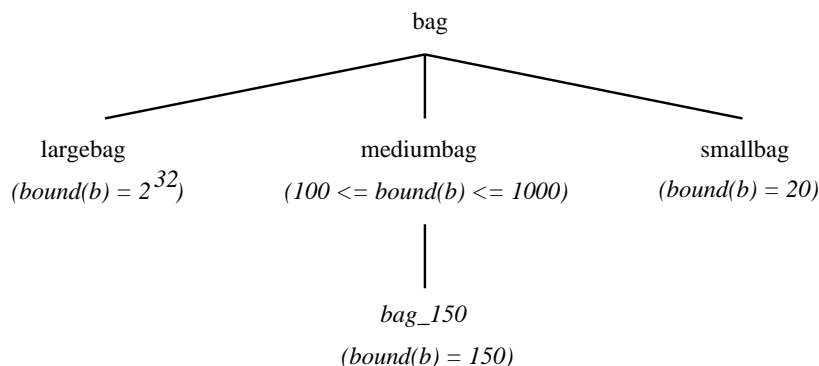 bag
largebag mediumbag smallbag
(bound(b) = 2^32) (100 <= bound(b) <= 1000) (bound(b) = 20)
bag_150
(bound(b) = 150)